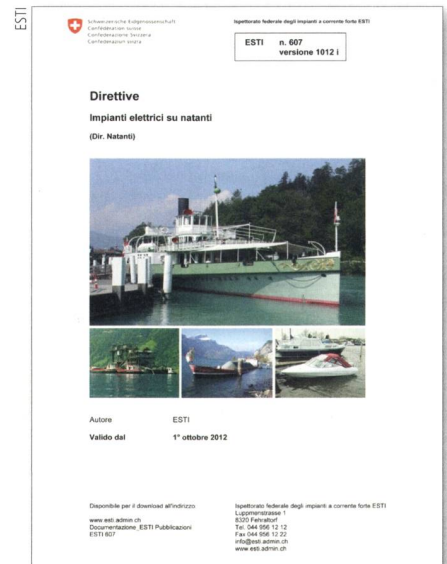 ESTI
Schweizerische Eidgenossenschaft
Confédération suisse
Confederazione Svizzera
Confederaziun svizra
Ispettorato federale degli impianti a corrente forte ESTI
ESTI n. 607
versione 1012 i
Direttive
Impianti elettrici su natanti
(Dir. Natanti)
Autore ESTI
Valido dal 1° ottobre 2012
Disponibile per il download all'indirizzo
www.esti.admin.ch
Documentazione_ESTI Pubblicazioni
ESTI 607
Ispettorato federale degli impianti a corrente forte ESTI
Luppmenstrasse 1
8320 Fehraltorf
Tel. 044 956 12 12
Fax 044 956 12 22
info@esti.admin.ch
www.esti.admin.ch